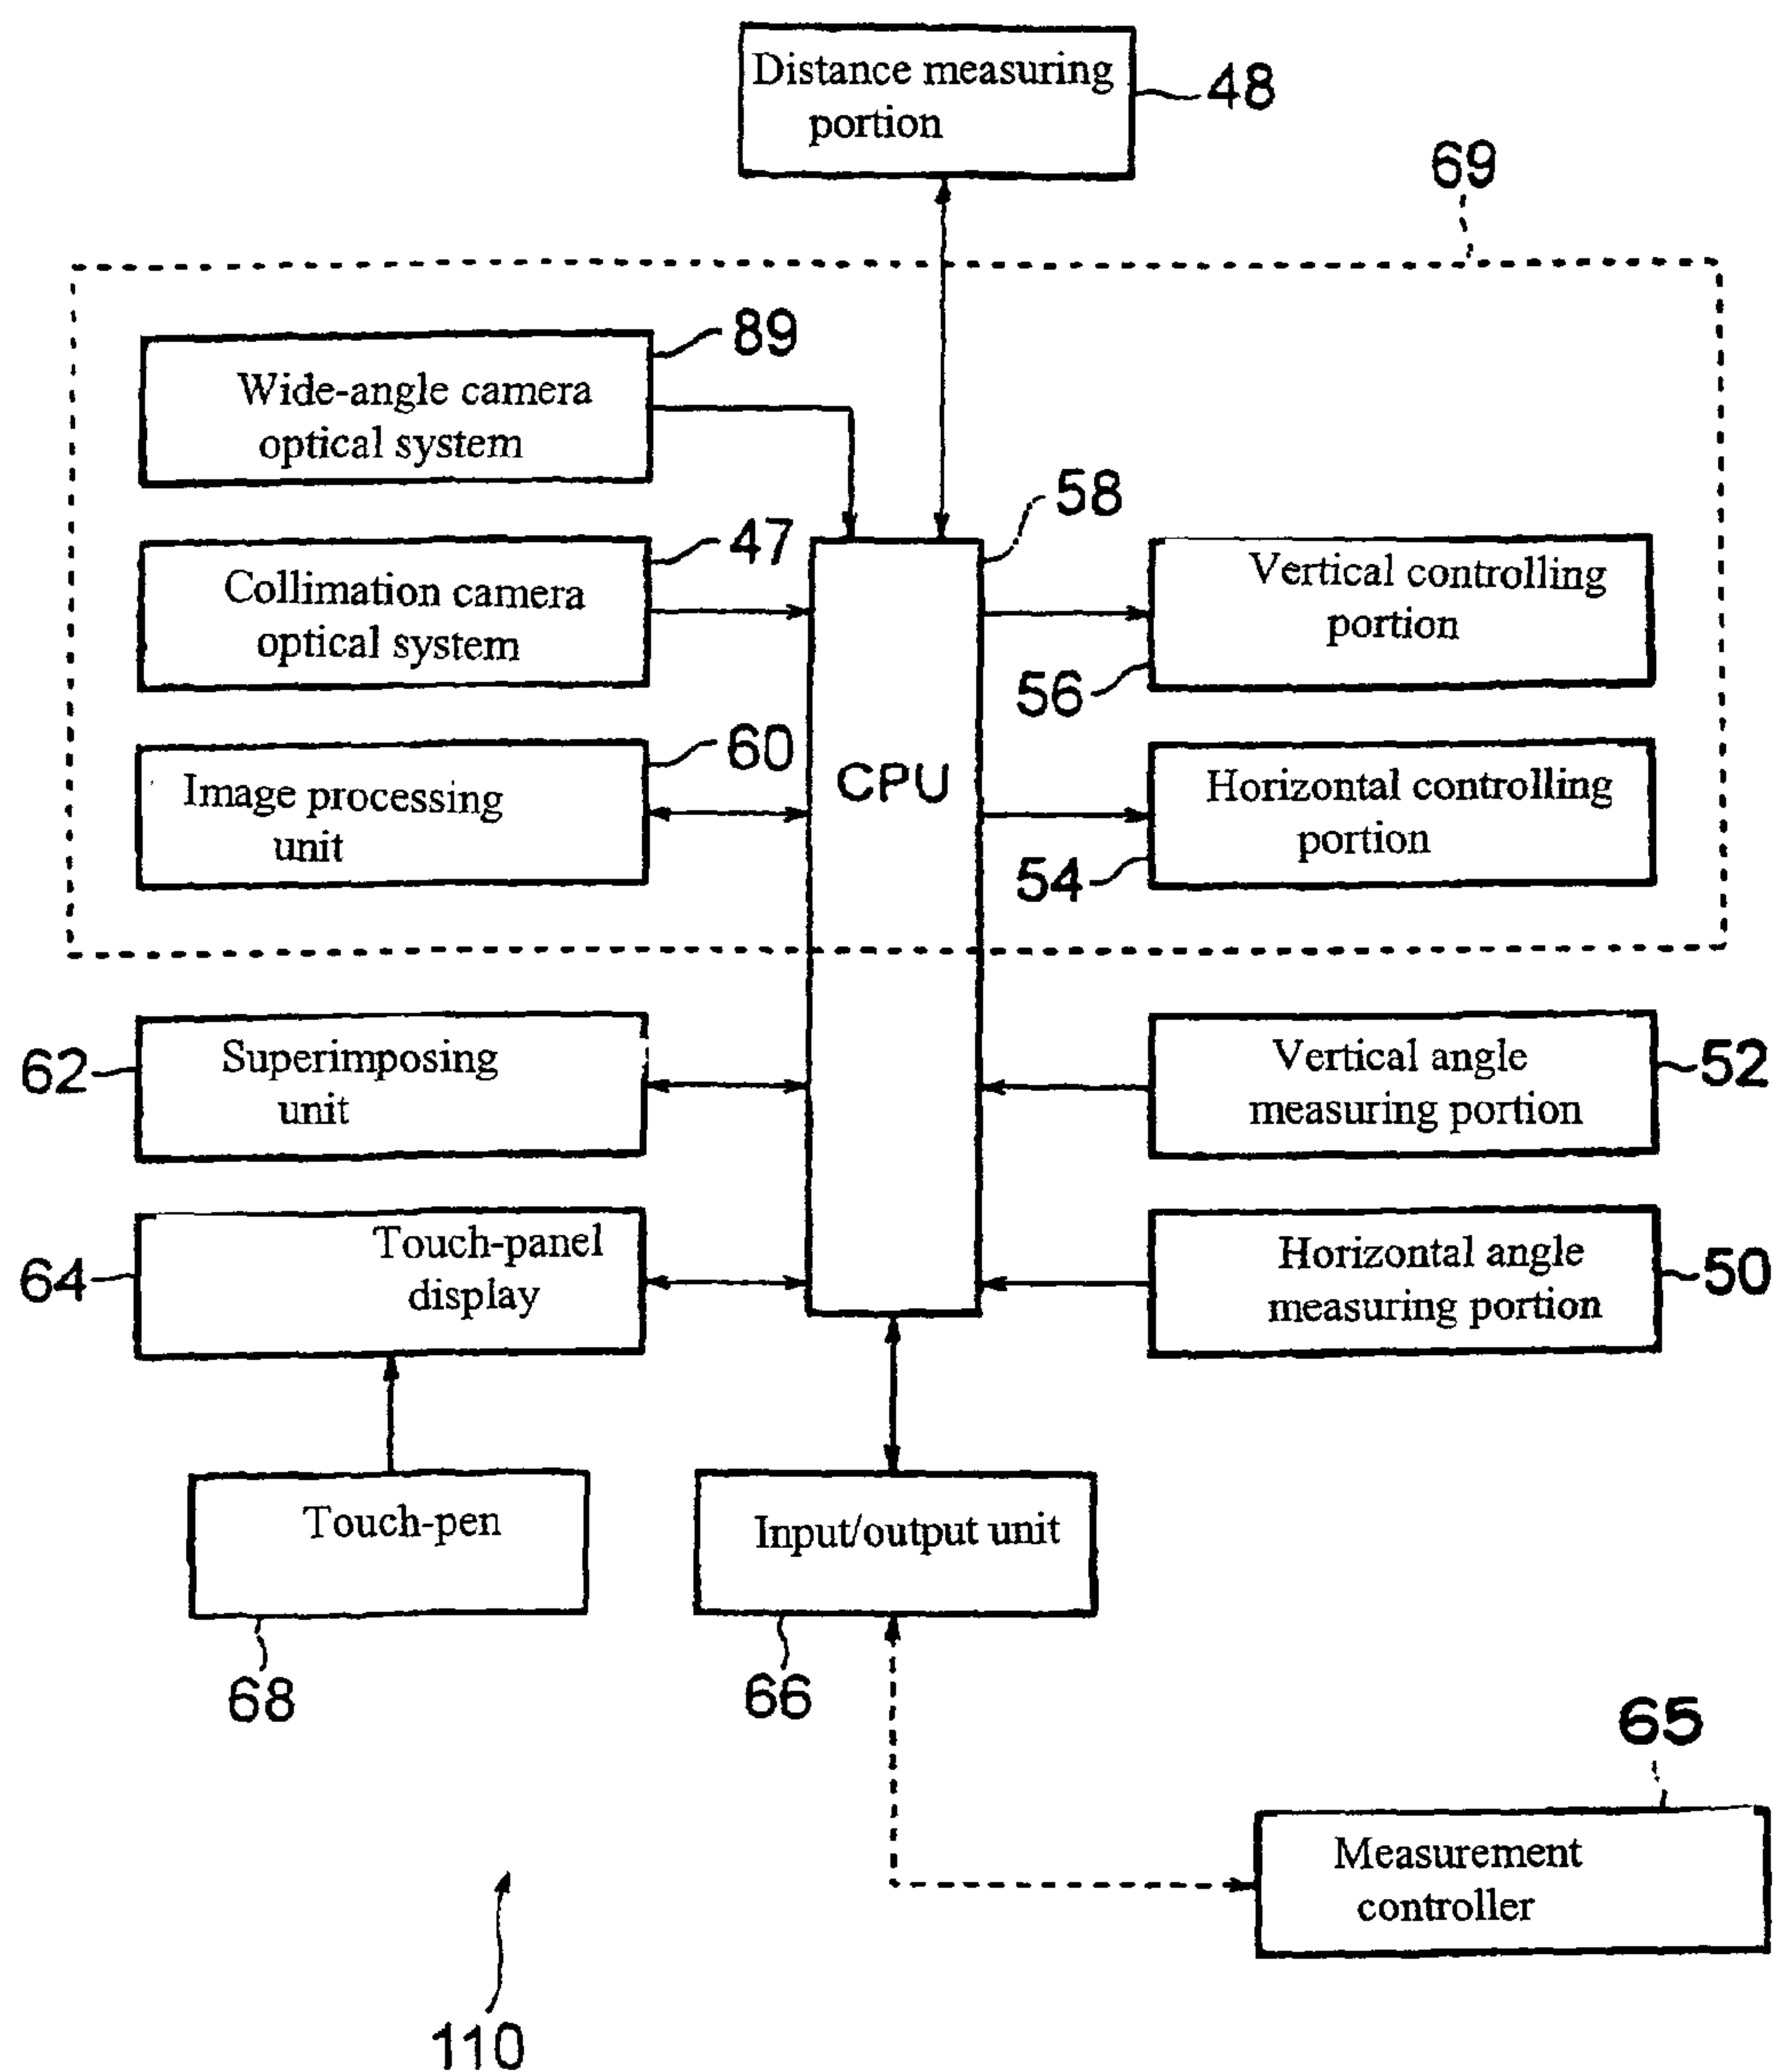 Distance measuring
portion
48
69
89
Wide-angle camera
optical system
58
47
Collimation camera
optical system
Vertical controlling
portion
56
60
Image processing
unit
CPU
Horizontal controlling
portion
54
62
Superimposing
unit
Vertical angle
measuring portion
52
64
Touch-panel
display
Horizontal angle
measuring portion
50
Touch-pen
Input/output unit
68
66
65
Measurement
controller
110